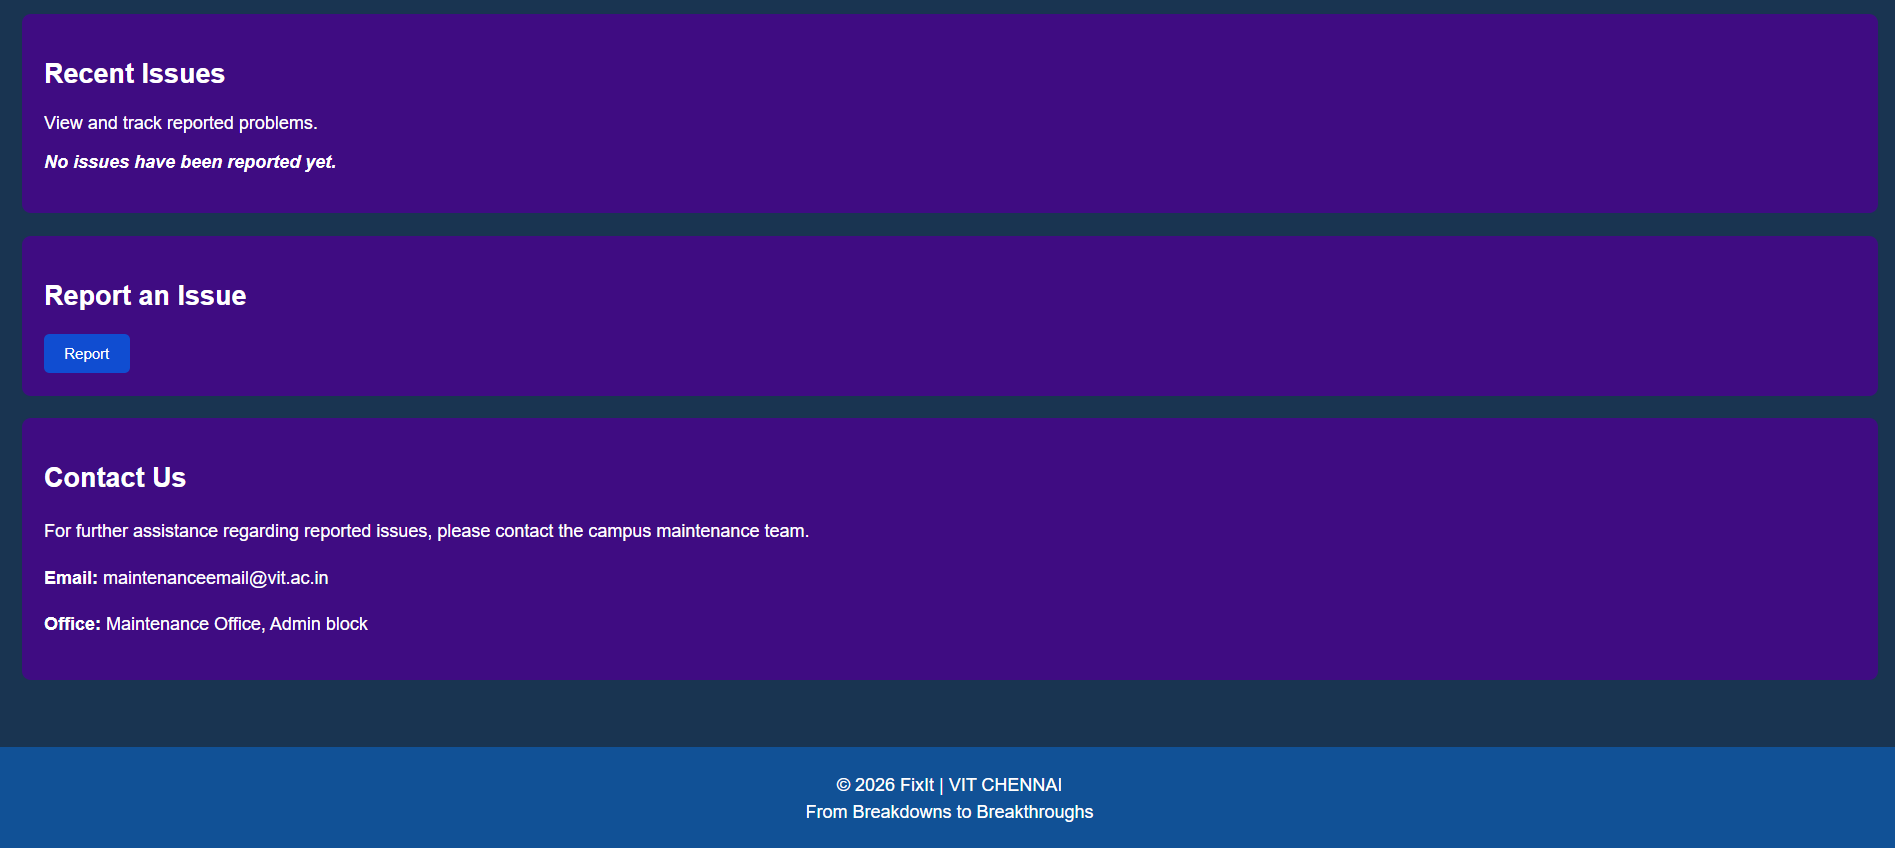 Recent Issues
View and track reported problems.
No issues have been reported yet.
Report an Issue
Report
Contact Us
For further assistance regarding reported issues, please contact the campus maintenance team.
Email: maintenanceemail@vit.ac.in
Office: Maintenance Office, Admin block
© 2026 FixIt | VIT CHENNAI
From Breakdowns to Breakthroughs